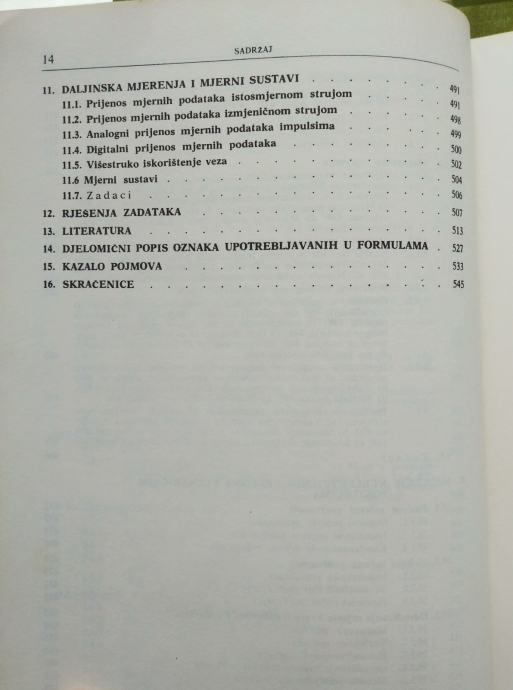 14
SADRŽAJ
11. DALJINSKA MJERENJA I MJERNI SUSTAVI . . . . . . . 491
11.1. Prijenos mjernih podataka istosmjernom strujom . . . . 491
11.2. Prijenos mjernih podataka izmjeničnom strujom . . . . 498
11.3. Analogni prijenos mjernih podataka impulsima . . . . . 499
11.4. Digitalni prijenos mjernih podataka . . . . . . . 500
11.5. Višestruko iskorištenje veza . . . . . . . . . 502
11.6 Mjerni sustavi . . . . . . . . . . . . 504
11.7. Zadaci . . . . . . . . . . . . . 506
12. RJEŠENJA ZADATAKA . . . . . . . . . . . 507
13. LITERATURA . . . . . . . . . . . . . 513
14. DJELOMIČNI POPIS OZNAKA UPOTREBLJAVANIH U FORMULAMA . 527
15. KAZALO POJMOVA . . . . . . . . . . . . 533
16. SKRAĆENICE . . . . . . . . . . . . . 545